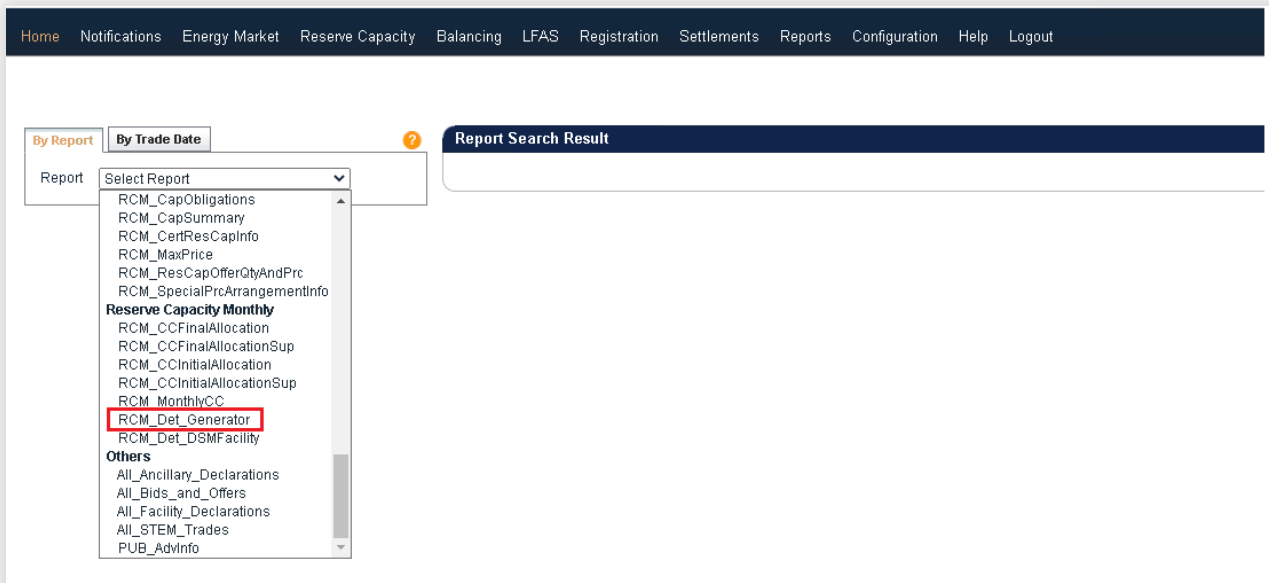 Home Notifications Energy Market Reserve Capacity Balancing LFAS Registration Settlements Reports Configuration Help Logout
By Report By Trade Date ?
Report Select Report
RCM_CapObligations
RCM_CapSummary
RCM_CertResCapInfo
RCM_MaxPrice
RCM_ResCapOfferQtyAndPrc
RCM_SpecialPrcArrangementInfo
Reserve Capacity Monthly
RCM_CCFinalAllocation
RCM_CCFinalAllocationSup
RCM_CCInitialAllocation
RCM_CCInitialAllocationSup
RCM_MonthlyCC
RCM_Det_Generator
RCM_Det_DSMFacility
Others
All_Ancillary_Declarations
All_Bids_and_Offers
All_Facility_Declarations
All_STEM_Trades
PUB_AdvInfo
Report Search Result